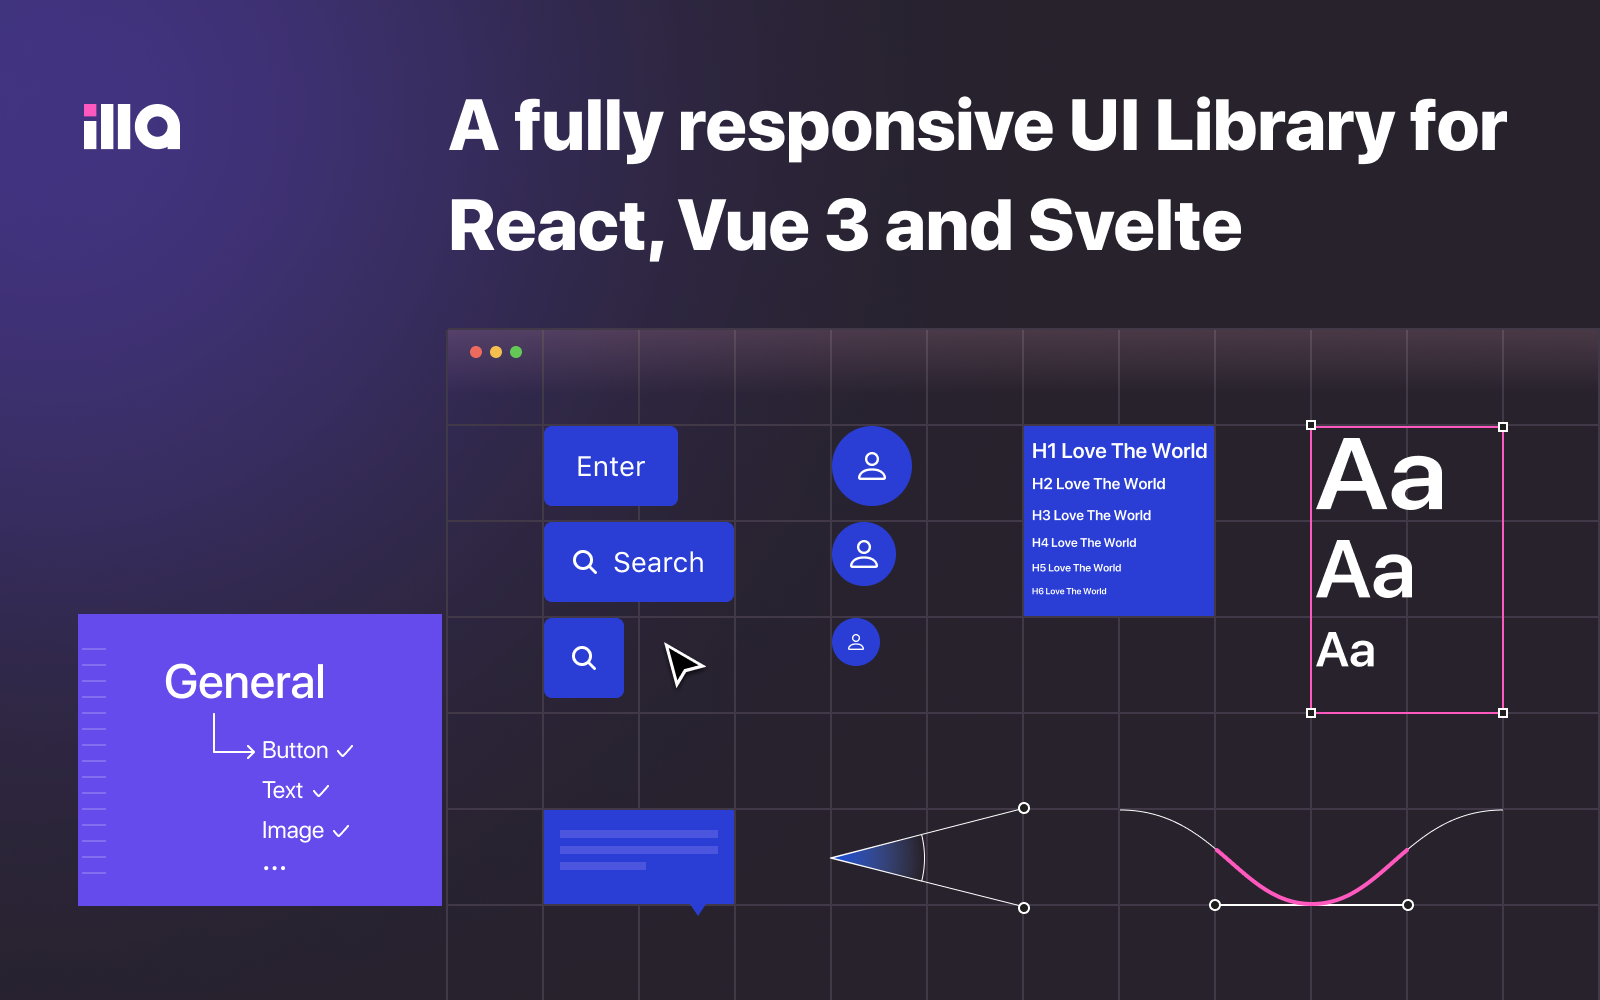 illa
A fully responsive UI Library for
React, Vue 3 and Svelte
Enter
Search
H1 Love The World
H2 Love The World
H3 Love The World
H4 Love The World
H5 Love The World
H6 Love The World
Aa
Aa
Aa
General
Button
Text
Image
...